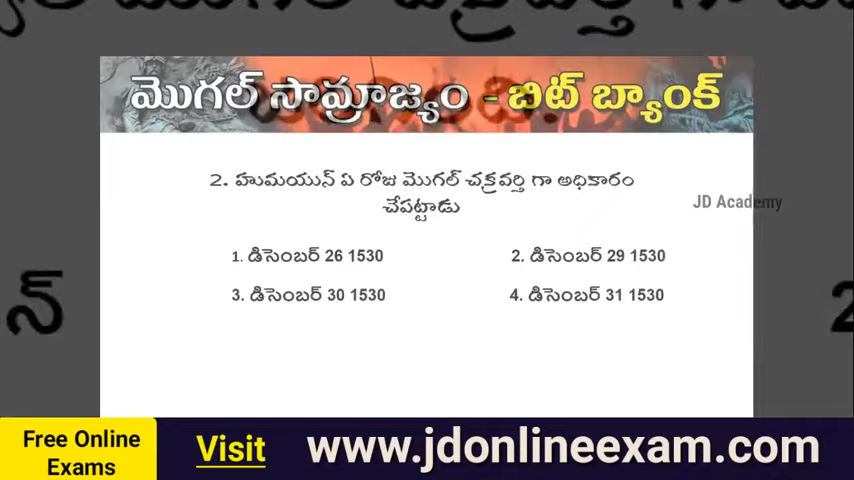 మొగల్ సామ్రాజ్యం - బిట్ బ్యాంక్
2. హుమయున్ ఏ రోజు మొగల్ చక్రవర్తి గా అధికారం
చేపట్టాడు
JD Academy
1. డిసెంబర్ 26 1530
2. డిసెంబర్ 29 1530
3. డిసెంబర్ 30 1530
4. డిసెంబర్ 31 1530
న్
2
Free Online
Exams
Visit
www.jdonlineexam.com